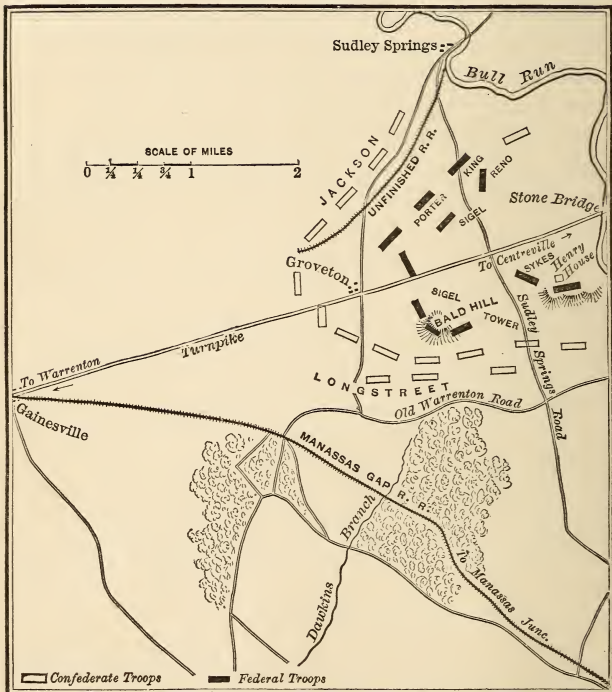 Sudley Springs
Bull Run
SCALE OF MILES
0 ¼ ¼ ¾ 1 2
JACKSON
UNFINISHED R.R.
KING
RENO
PORTER
SIGEL
Stone Bridge
To Centreville
Groveton
SYKES
Henry
House
SIGEL
BALD HILL
TOWER
Sudley
Springs
Road
To Warrenton
Turnpike
LONGSTREET
Old Warrenton Road
Gainesville
MANASSAS GAP R.R.
To Manassas
Junc.
Dawkins
Branch
Confederate Troops
Federal Troops